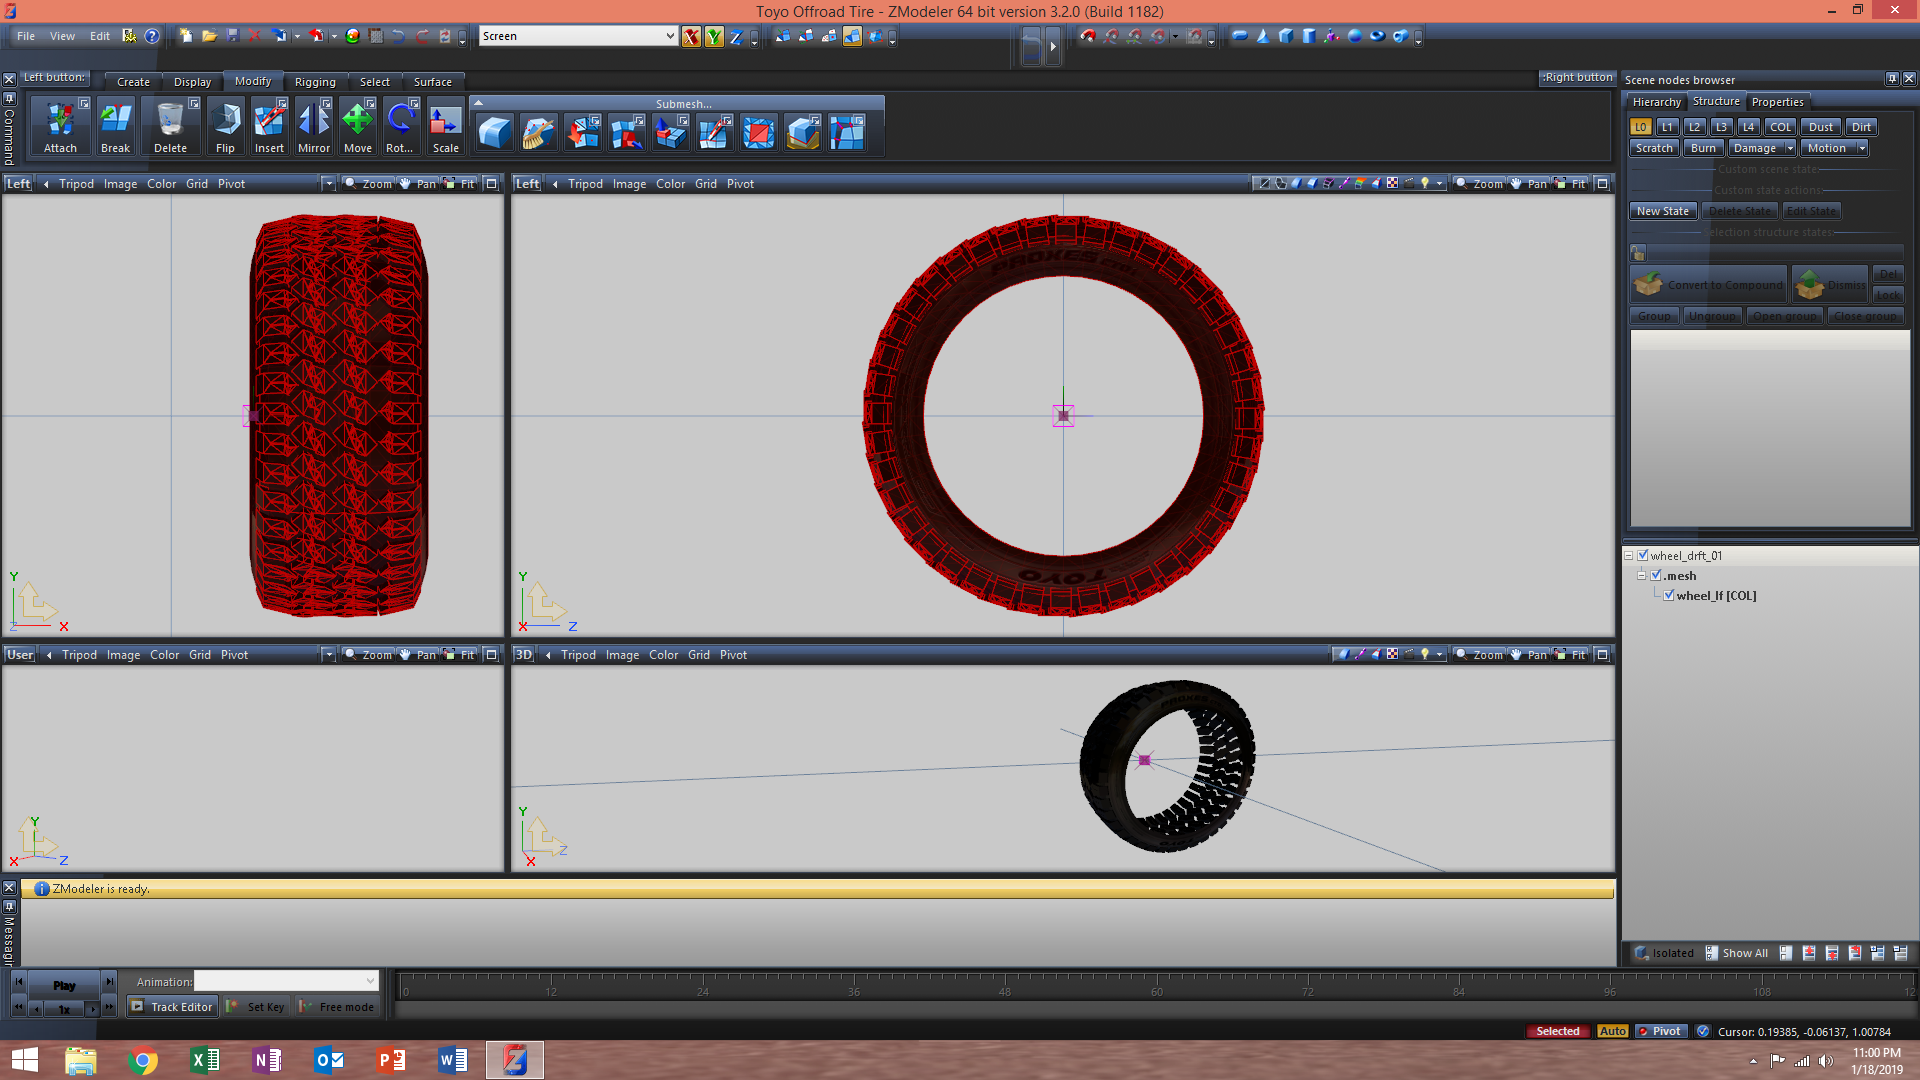 Toyo Offroad Tire - ZModeler 64 bit version 3.2.0 (Build 1182)
File View Edit Screen
Left button: Create Display Modify Rigging Select Surface :Right button
Command
Attach Break Delete Flip Insert Mirror Move Rot... Scale
Submesh...
Left Tripod Image Color Grid Pivot Zoom Pan Fit
Left Tripod Image Color Grid Pivot Zoom Pan Fit
PROKES
TOYO
Y
Z X
Y
X Z
User Tripod Image Color Grid Pivot Zoom Pan Fit
3D Tripod Image Color Grid Pivot Zoom Pan Fit
PROKES
Y
X Z
Y
X Z
Scene nodes browser
Hierarchy Structure Properties
L0 L1 L2 L3 L4 COL Dust Dirt
Scratch Burn Damage Motion
Custom scene state:
Custom state actions:
New State Delete State Edit State
Selection structure states:
Convert to Compound Dismiss Del
Lock
Group Ungroup Open group Close group
wheel_drft_01
.mesh
wheel_lf [COL]
Isolated Show All
ZModeler is ready.
Messagin
Play
1x
Animation:
Track Editor Set Key Free mode
0 12 24 36 48 60 72 84 96 108 12
Selected Auto Pivot Cursor: 0.19385, -0.06137, 1.00784
11:00 PM
1/18/2019